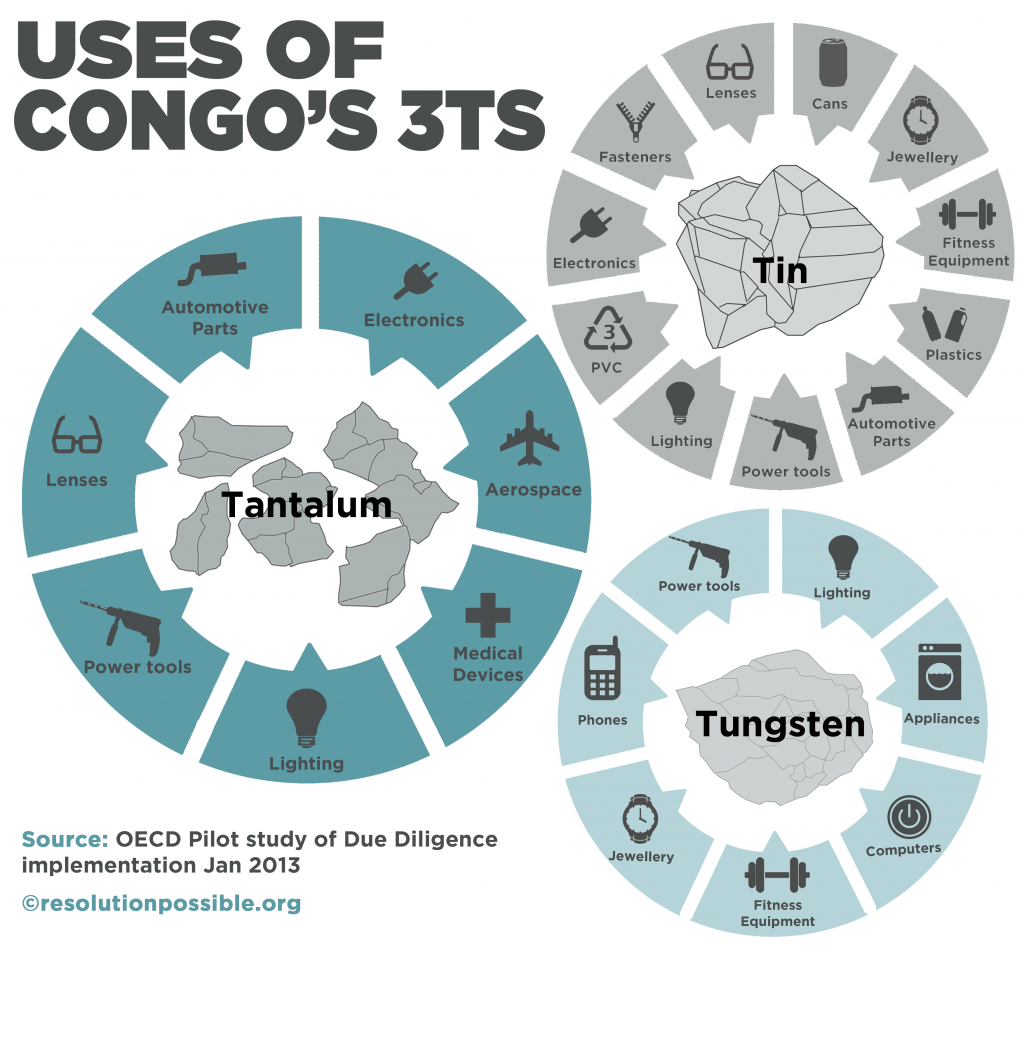 USES OF
CONGO'S 3TS
Lenses
Cans
Fasteners
Jewellery
Electronics
Fitness
Equipment
Tin
PVC
3
Plastics
Lighting
Power tools
Automotive
Parts
Automotive
Parts
Electronics
Lenses
Aerospace
Tantalum
Power tools
Medical
Devices
Lighting
Power tools
Lighting
Phones
Appliances
Tungsten
Jewellery
Computers
Fitness
Equipment
Source: OECD Pilot study of Due Diligence
implementation Jan 2013
©resolutionpossible.org